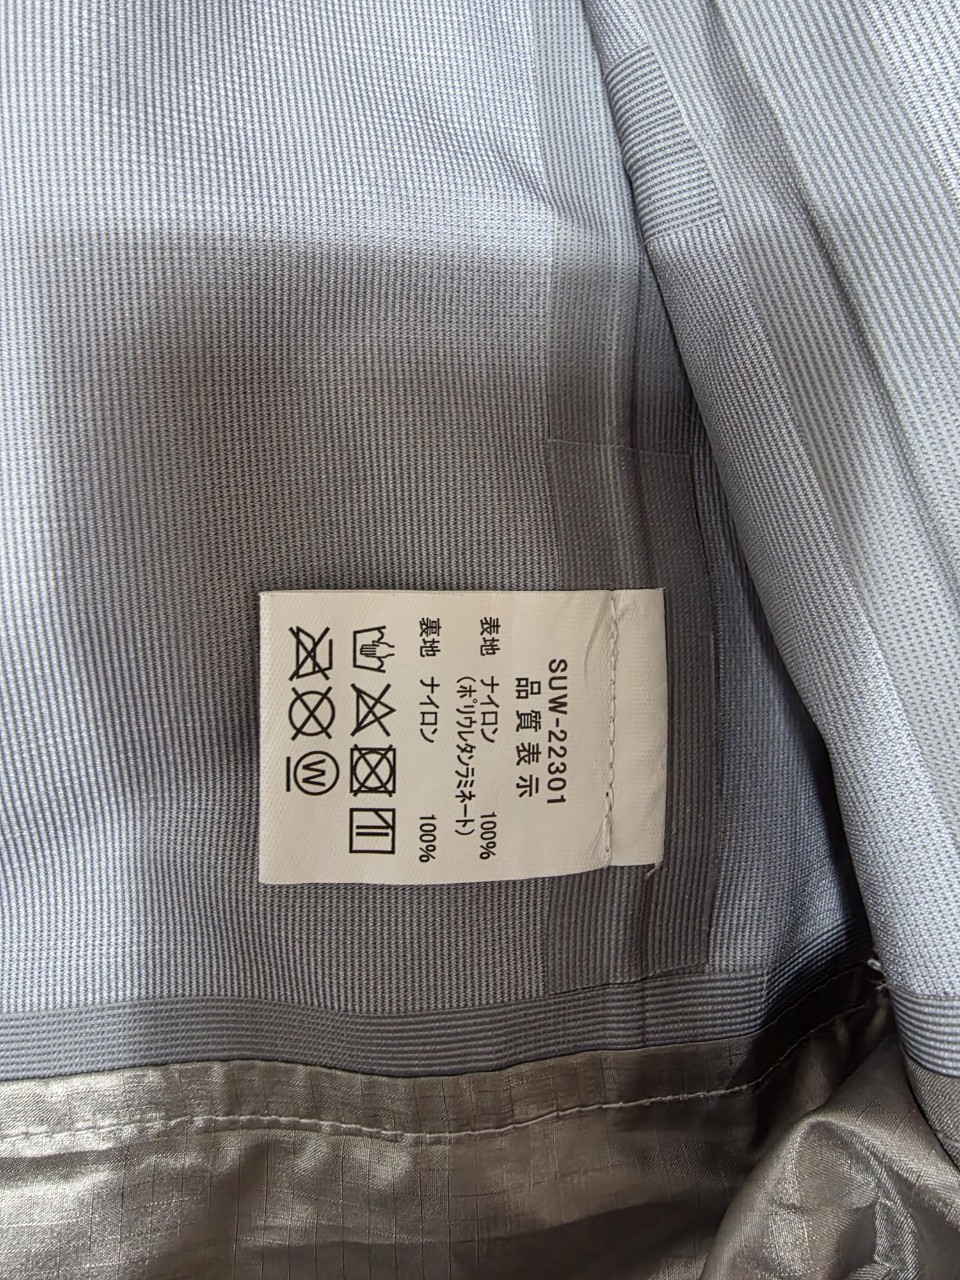 SUW-22301
品質表示
表地 ナイロン 100%
(ポリウレタンラミネート)
裏地 ナイロン 100%
W